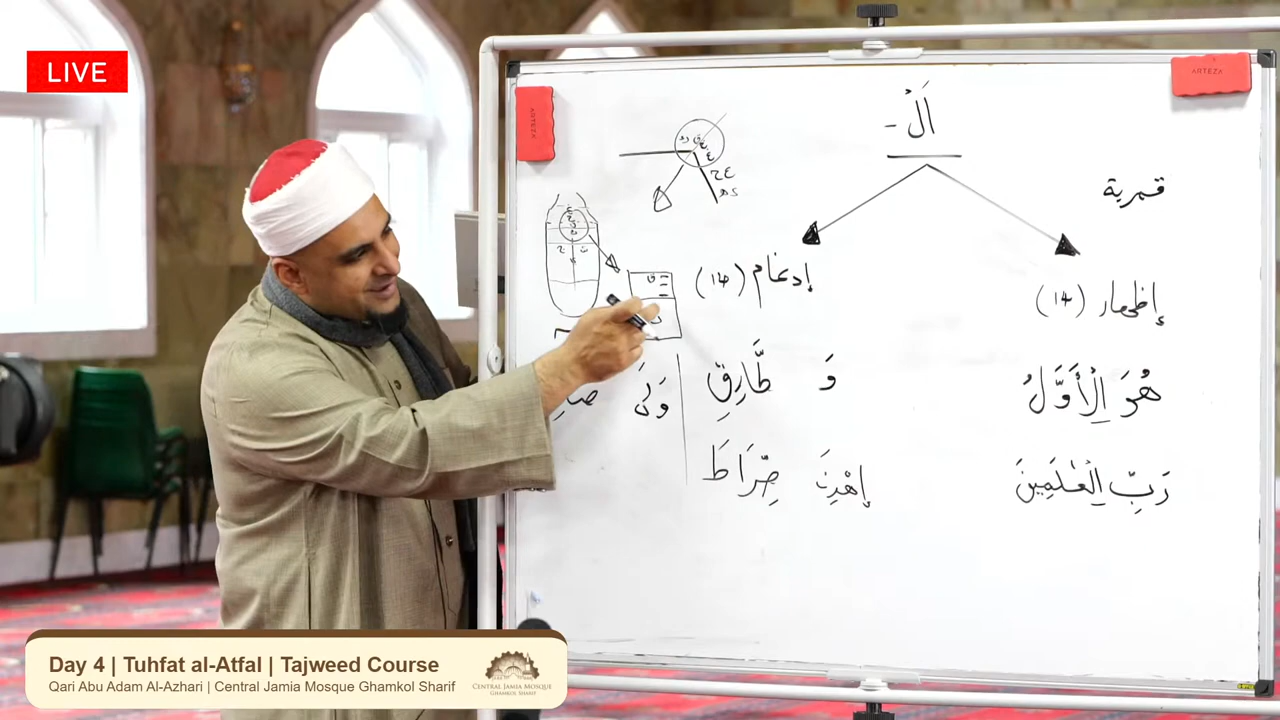 LIVE
ARTEZA
ARTEZA
اَلْ -
قمرية
إظهار (١٤)
إدغام (١٤)
هُوَ الْأَوَّلُ
وَ طَّارِقِ
رَبِّ الْعَٰلَمِينَ
إهْدِنَ صِّرَاطَ
Day 4 | Tuhfat al-Atfal | Tajweed Course
Qari Abu Adam Al-Azhari | Central Jamia Mosque Ghamkol Sharif
CENTRAL JAMIA MOSQUE
GHAMKOL SHARIF